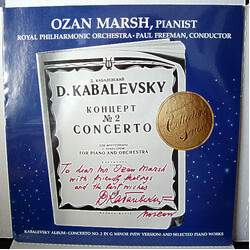 OZAN MARSH, PIANIST
ROYAL PHILHARMONIC ORCHESTRA • PAUL FREEMAN, CONDUCTOR
Д. КАБАЛЕВСКИЙ
D. KABALEVSKY
КОНЦЕРТ
№ 2
CONCERTO
FOR PIANO AND ORCHESTRA
To dear Mr. Ozan Marsh
with friendly feelings
and the best wishes
Moscow
KABALEVSKY ALBUM: CONCERTO NO. 2 IN G MINOR (NEW VERSION) AND SELECTED PIANO WORKS